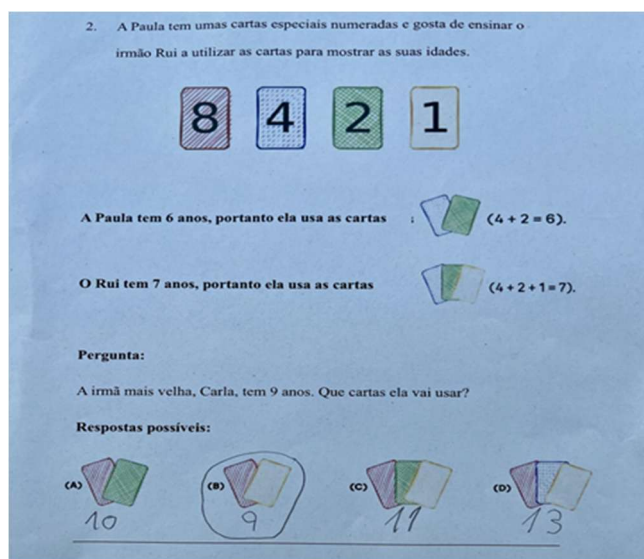 2. A Paula tem umas cartas especiais numeradas e gosta de ensinar o
irmão Rui a utilizar as cartas para mostrar as suas idades.
8 4 2 1
A Paula tem 6 anos, portanto ela usa as cartas : (4 + 2 = 6).
O Rui tem 7 anos, portanto ela usa as cartas (4 + 2 + 1 = 7).
Pergunta:
A irmã mais velha, Carla, tem 9 anos. Que cartas ela vai usar?
Respostas possíveis:
(A) (B) (C) (D)
10 9 11 13